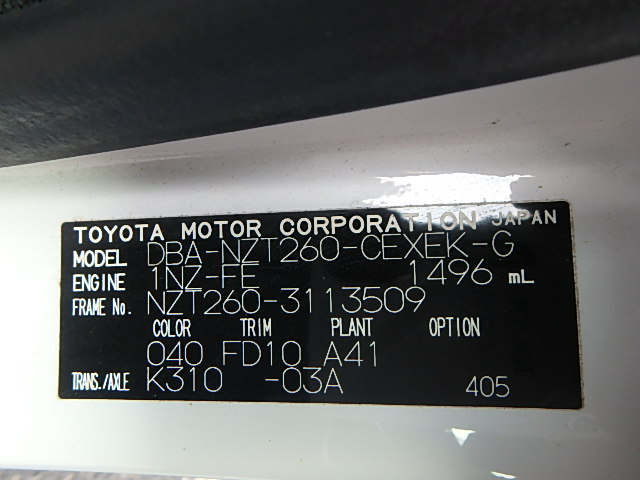 TOYOTA MOTOR CORPORATION JAPAN
MODEL DBA-NZT260-CEXEK-G
ENGINE 1NZ-FE 1496 mL
FRAME No. NZT260-3113509
COLOR TRIM PLANT OPTION
040 FD10 A41
TRANS./AXLE K310 -03A 405